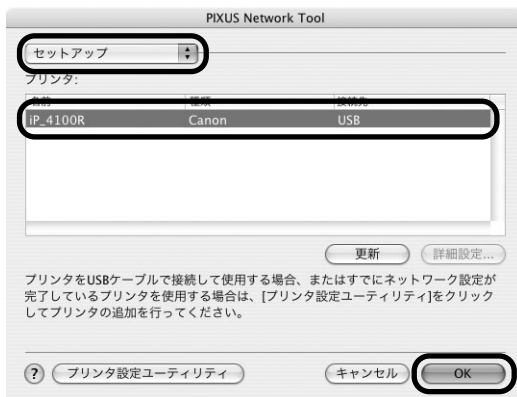 PIXUS Network Tool
セットアップ
プリンタ:
名前 種類 接続先
iP_4100R Canon USB
更新 詳細設定...
プリンタをUSBケーブルで接続して使用する場合、またはすでにネットワーク設定が
完了しているプリンタを使用する場合は、[プリンタ設定ユーティリティ]をクリック
してプリンタの追加を行ってください。
? プリンタ設定ユーティリティ キャンセル OK